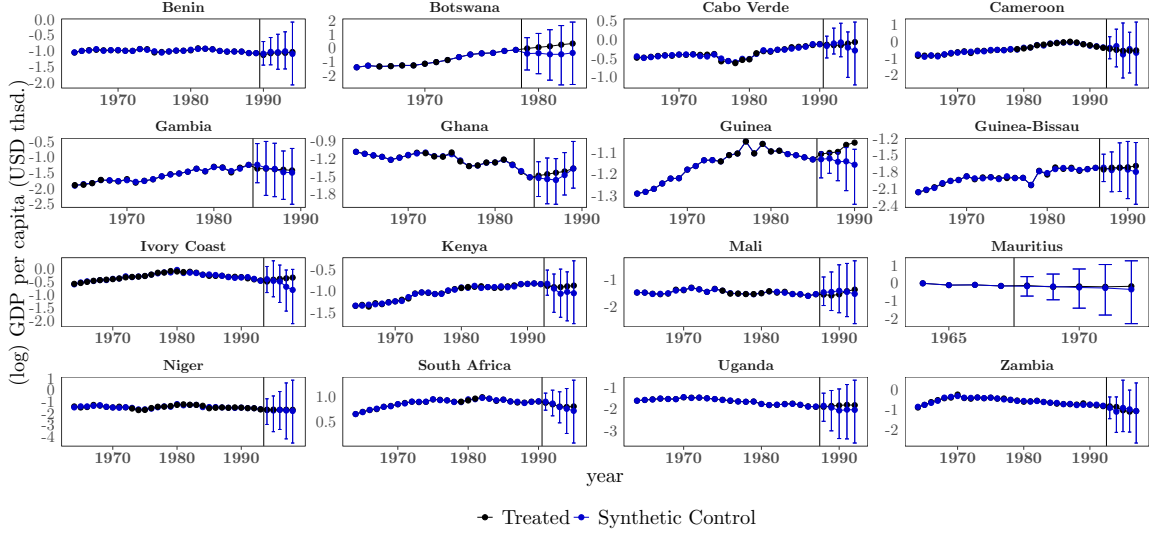 (log) GDP per capita (USD thsd.)
Benin
0.0
-0.5
-1.0
-1.5
-2.0
1970 1980 1990
Botswana
2
1
0
-1
-2
1970 1980
Cabo Verde
0.5
0.0
-0.5
-1.0
1970 1980 1990
Cameroon
1
0
-1
-2
1970 1980 1990
Gambia
-0.5
-1.0
-1.5
-2.0
-2.5
1970 1980 1990
Ghana
-0.9
-1.2
-1.5
-1.8
1970 1980 1990
Guinea
-1.1
-1.2
-1.3
1970 1980 1990
Guinea-Bissau
-1.2
-1.5
-1.8
-2.1
-2.4
1970 1980 1990
Ivory Coast
0.0
-0.5
-1.0
-1.5
-2.0
1970 1980 1990
Kenya
-0.5
-1.0
-1.5
1970 1980 1990
Mali
-1
-2
1970 1980 1990
Mauritius
1
0
-1
-2
1965 1970
Niger
1
0
-1
-2
-3
-4
1970 1980 1990
South Africa
1.0
0.5
1970 1980 1990
Uganda
-1
-2
-3
1970 1980 1990
Zambia
0
-1
-2
1970 1980 1990
year
Treated Synthetic Control